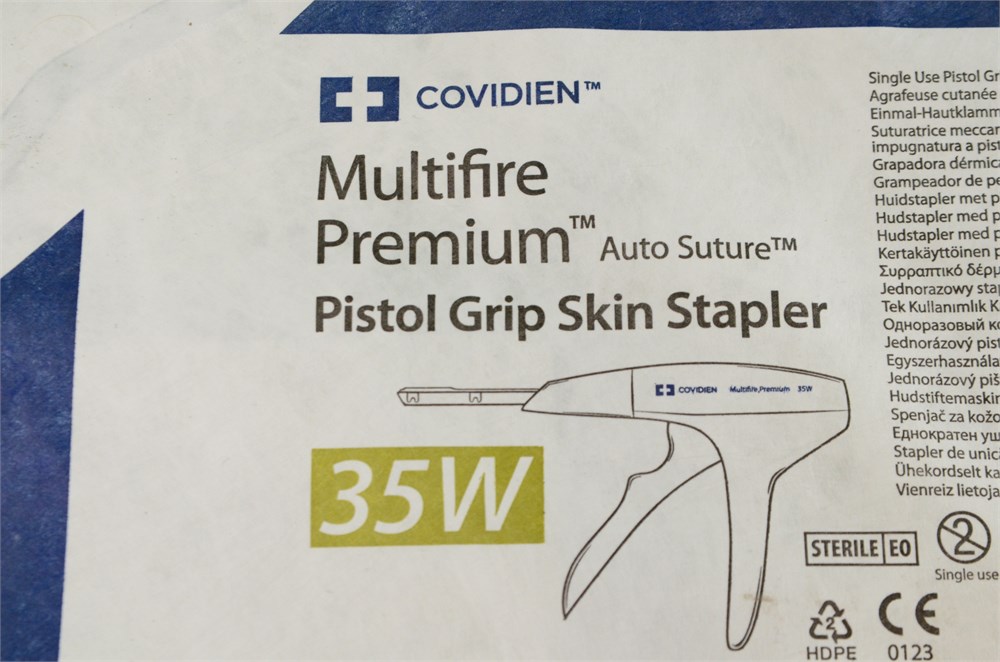 COVIDIEN™
Multifire
Premium™ Auto Suture™
Pistol Grip Skin Stapler
COVIDIEN Multifire Premium 35W
35W
Single Use Pistol Gr
Agrafeuse cutanée
Einmal-Hautklamm
Suturatrice meccan
impugnatura a pist
Grapadora dérmica
Grampeador de pe
Huidstapler met p
Hudstapler med p
Hudstapler med p
Kertakäyttöinen p
Συρραπτικό δέρμ
Jednorazowy stap
Tek Kullanımlık K
Одноразовый к
Jednorázový pist
Egyszerhasznála
Jednorázový piš
Hudstiftemaskin
Spenjač za kožo
Еднократен уш
Stapler de unic
Ühekordselt ka
Vienreiz lietoja
STERILE EO
2
Single use
2
HDPE
CE
0123